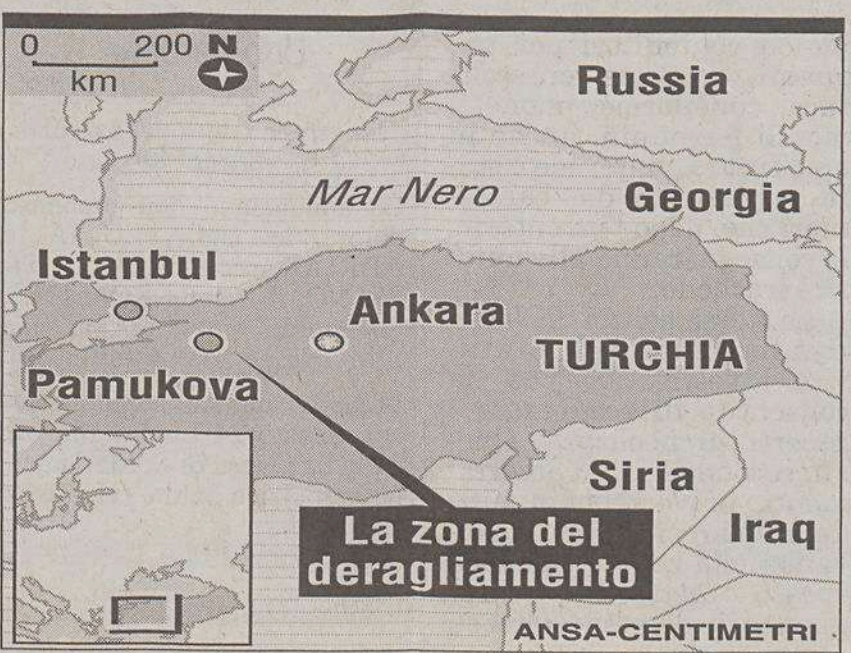 0 200 N
km
Russia
Mar Nero
Georgia
Istanbul
Ankara
TURCHIA
Pamukova
Siria
La zona del
deragliamento
Iraq
ANSA-CENTIMETRI